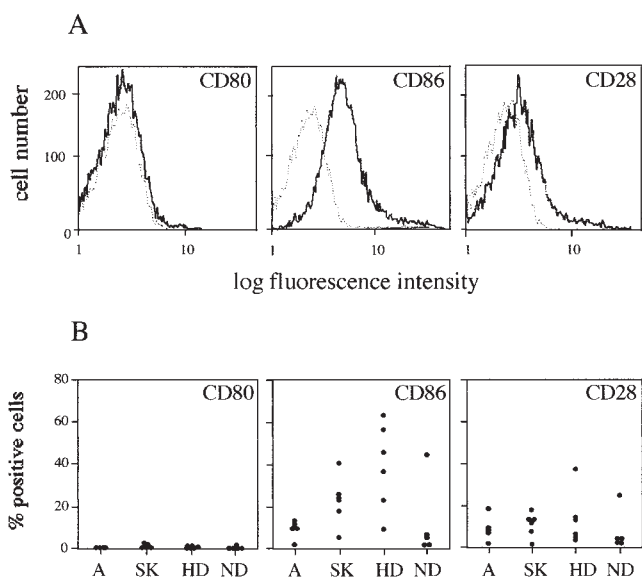 A
CD80 CD86 CD28
cell number
200
100
0
1 10 1 10 1 10
log fluorescence intensity
B
CD80 CD86 CD28
% positive cells
80
60
40
20
0
A SK HD ND A SK HD ND A SK HD ND